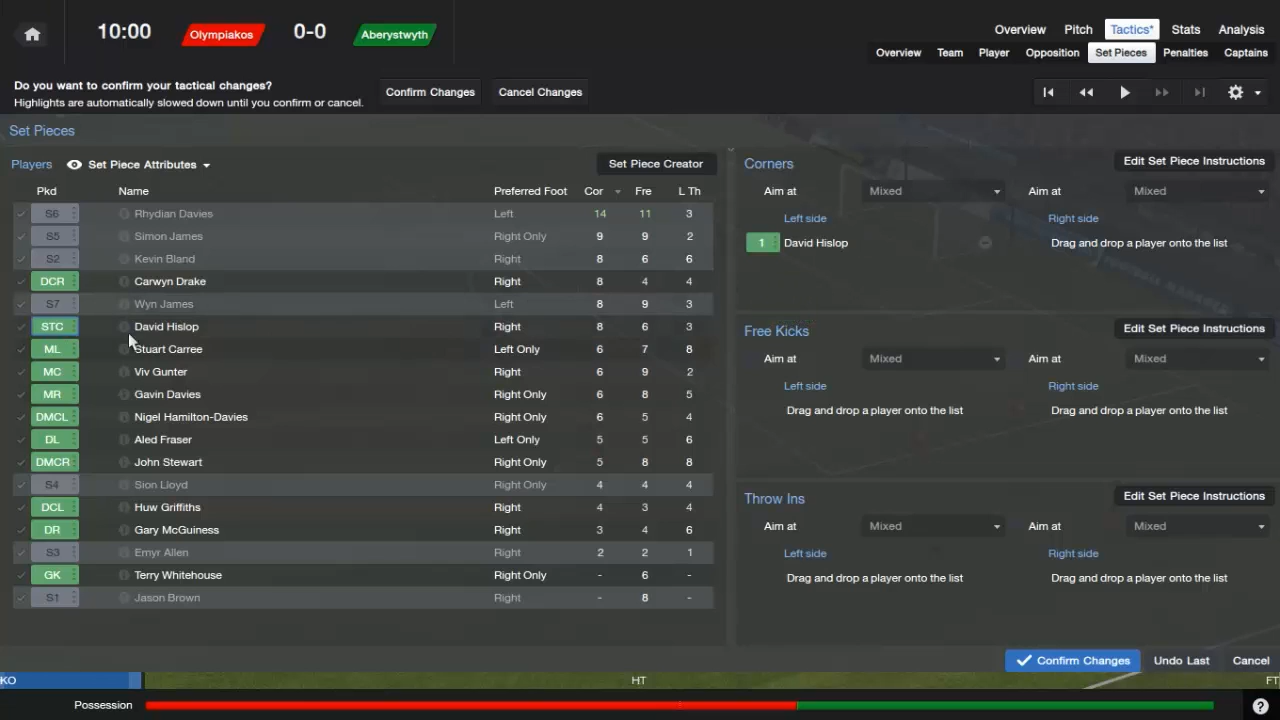 10:00 Olympiakos 0-0 Aberystwyth
Overview Pitch Tactics* Stats Analysis
Overview Team Player Opposition Set Pieces Penalties Captains
Do you want to confirm your tactical changes?
Highlights are automatically slowed down until you confirm or cancel.
Confirm Changes Cancel Changes
Set Pieces
Players Set Piece Attributes Set Piece Creator
Pkd Name Preferred Foot Cor Fre L Th
S6 Rhydian Davies Left 14 11 3
S5 Simon James Right Only 9 9 2
S2 Kevin Bland Right 8 6 6
DCR Carwyn Drake Right 8 4 4
S7 Wyn James Left 8 9 3
STC David Hislop Right 8 6 3
ML Stuart Carree Left Only 6 7 8
MC Viv Gunter Right 6 9 2
MR Gavin Davies Right Only 6 8 5
DMCL Nigel Hamilton-Davies Right Only 6 5 4
DL Aled Fraser Left Only 5 5 6
DMCR John Stewart Right Only 5 8 8
S4 Sion Lloyd Right Only 4 4 4
DCL Huw Griffiths Right 4 3 4
DR Gary McGuiness Right 3 4 6
S3 Emyr Allen Right 2 2 1
GK Terry Whitehouse Right Only - 6 -
S1 Jason Brown Right - 8 -
Corners Edit Set Piece Instructions
Aim at Mixed Aim at Mixed
Left side Right side
1 David Hislop Drag and drop a player onto the list
Free Kicks Edit Set Piece Instructions
Aim at Mixed Aim at Mixed
Left side Right side
Drag and drop a player onto the list Drag and drop a player onto the list
Throw Ins Edit Set Piece Instructions
Aim at Mixed Aim at Mixed
Left side Right side
Drag and drop a player onto the list Drag and drop a player onto the list
Confirm Changes Undo Last Cancel
KO HT FT
Possession ?